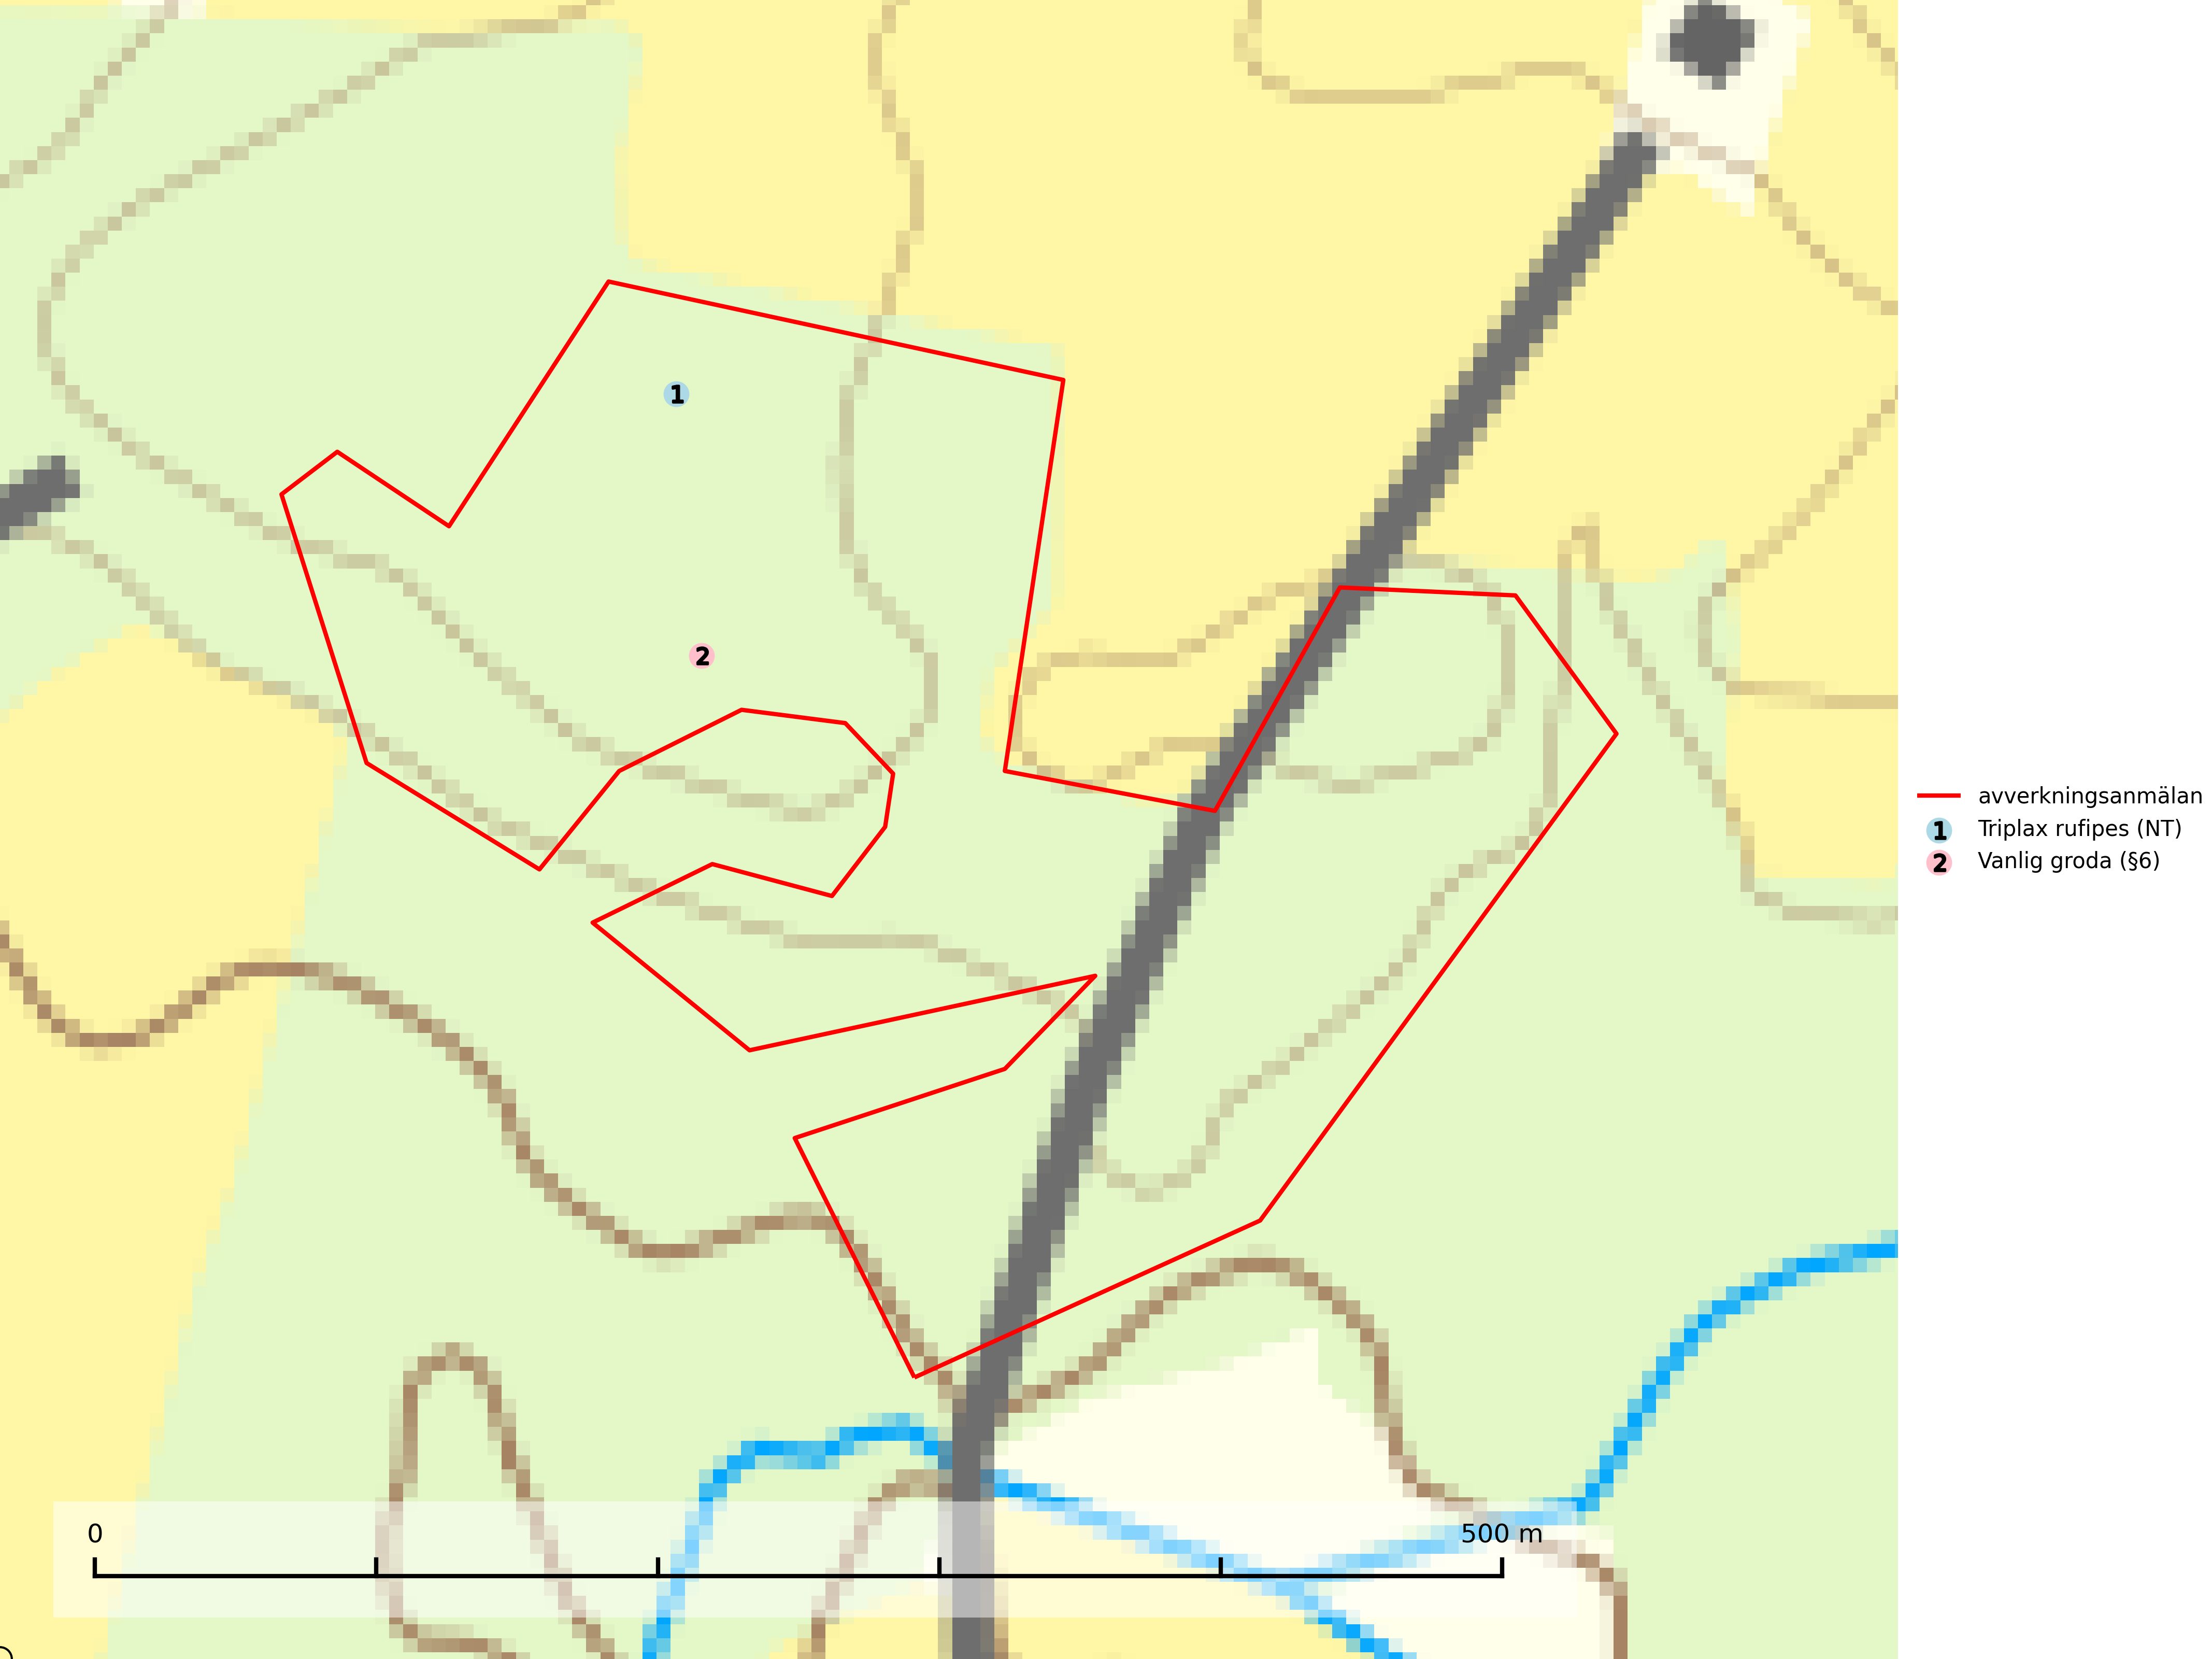 1
2
avverkningsanmälan
1 Triplax rufipes (NT)
2 Vanlig groda (§6)
0 500 m